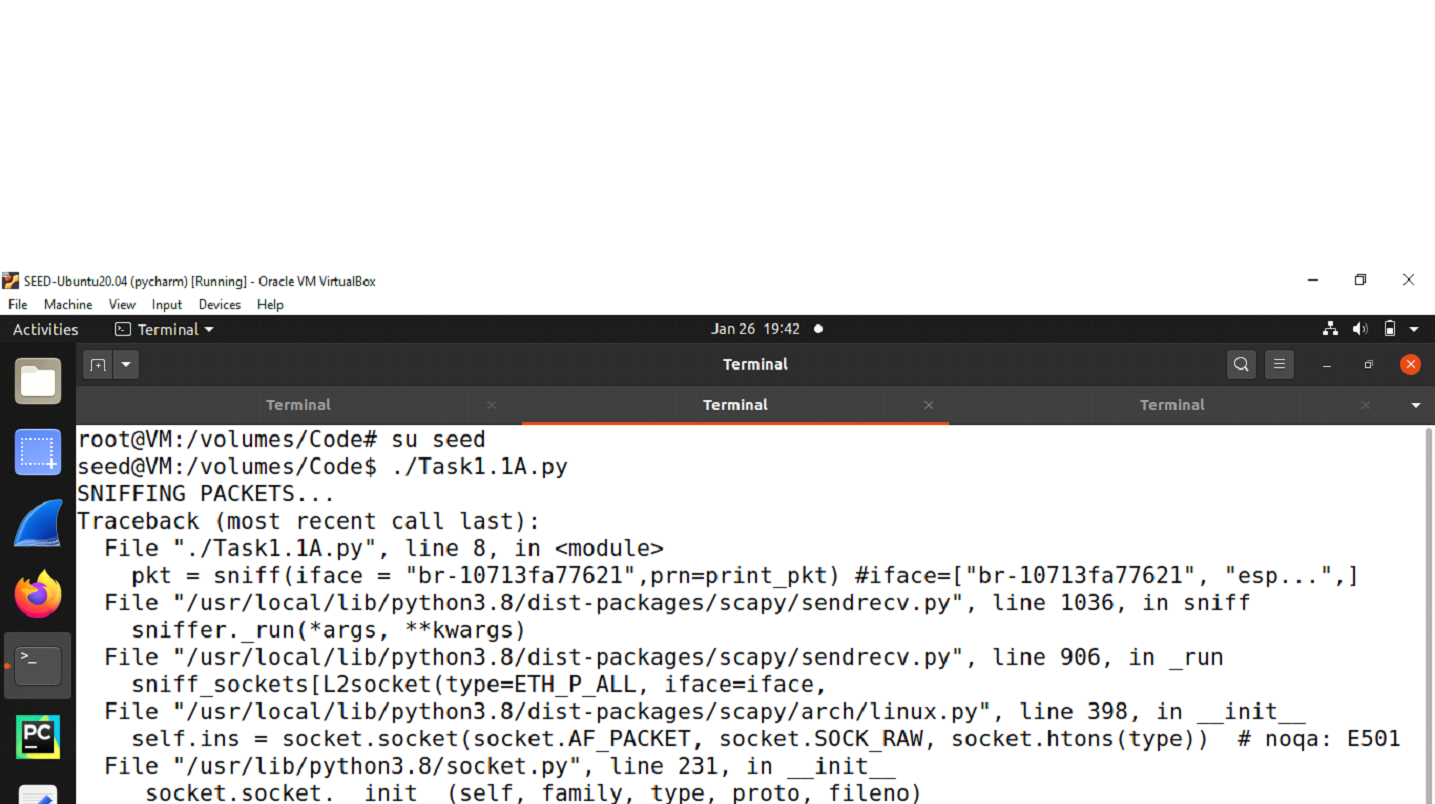 SEED-Ubuntu20.04 (pycharm) [Running] - Oracle VM VirtualBox
File Machine View Input Devices Help
Activities Terminal Jan 26 19:42
Terminal
Terminal Terminal Terminal
root@VM:/volumes/Code# su seed
seed@VM:/volumes/Code$ ./Task1.1A.py
SNIFFING PACKETS...
Traceback (most recent call last):
  File "./Task1.1A.py", line 8, in <module>
    pkt = sniff(iface = "br-10713fa77621",prn=print_pkt) #iface=["br-10713fa77621", "esp...",]
  File "/usr/local/lib/python3.8/dist-packages/scapy/sendrecv.py", line 1036, in sniff
    sniffer._run(*args, **kwargs)
  File "/usr/local/lib/python3.8/dist-packages/scapy/sendrecv.py", line 906, in _run
    sniff_sockets[L2socket(type=ETH_P_ALL, iface=iface,
  File "/usr/local/lib/python3.8/dist-packages/scapy/arch/linux.py", line 398, in __init__
    self.ins = socket.socket(socket.AF_PACKET, socket.SOCK_RAW, socket.htons(type))  # noqa: E501
  File "/usr/lib/python3.8/socket.py", line 231, in __init__
PC
    _socket.socket.__init__(self, family, type, proto, fileno)